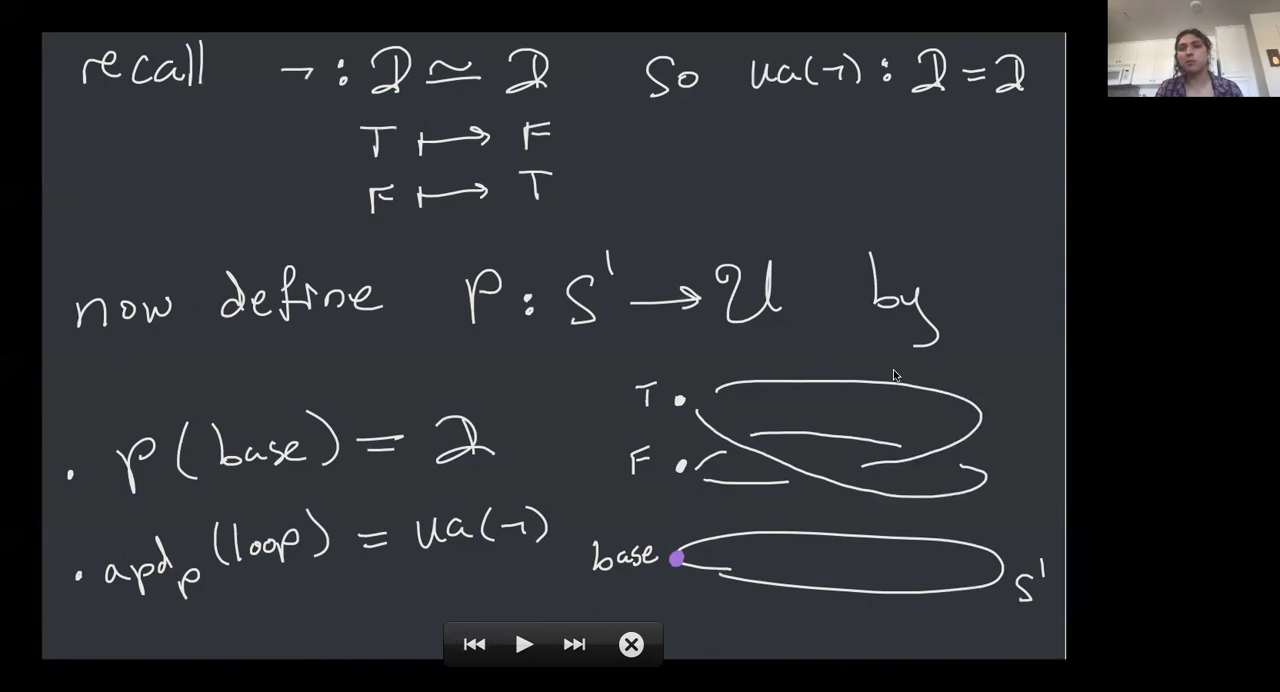 recall ¬ : 2 ≃ 2 so ua(¬) : 2 = 2
T ↦ F
F ↦ T
now define P : S¹ → U by
• P(base) = 2
• apd_P (loop) = ua(¬)
T •
F •
base
S¹